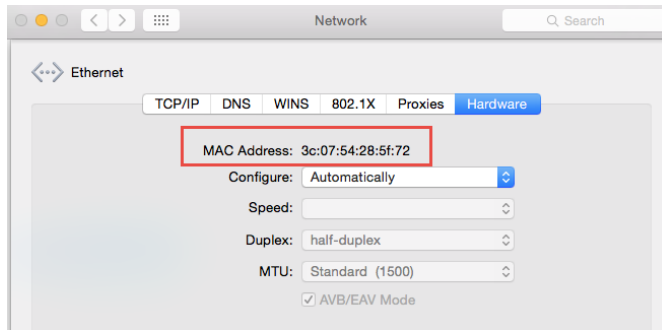 Network
Search
Ethernet
TCP/IP DNS WINS 802.1X Proxies Hardware
MAC Address: 3c:07:54:28:5f:72
Configure: Automatically
Speed:
Duplex: half-duplex
MTU: Standard (1500)
AVB/EAV Mode